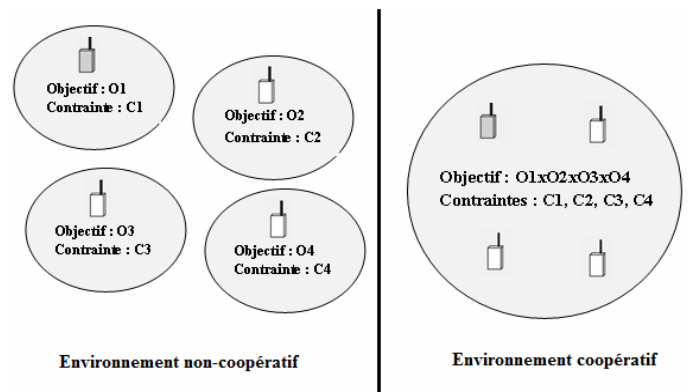 Objectif : O1
Contrainte : C1
Objectif : O2
Contrainte : C2
Objectif : O3
Contrainte : C3
Objectif : O4
Contrainte : C4
Environnement non-coopératif
Objectif : O1xO2xO3xO4
Contraintes : C1, C2, C3, C4
Environnement coopératif